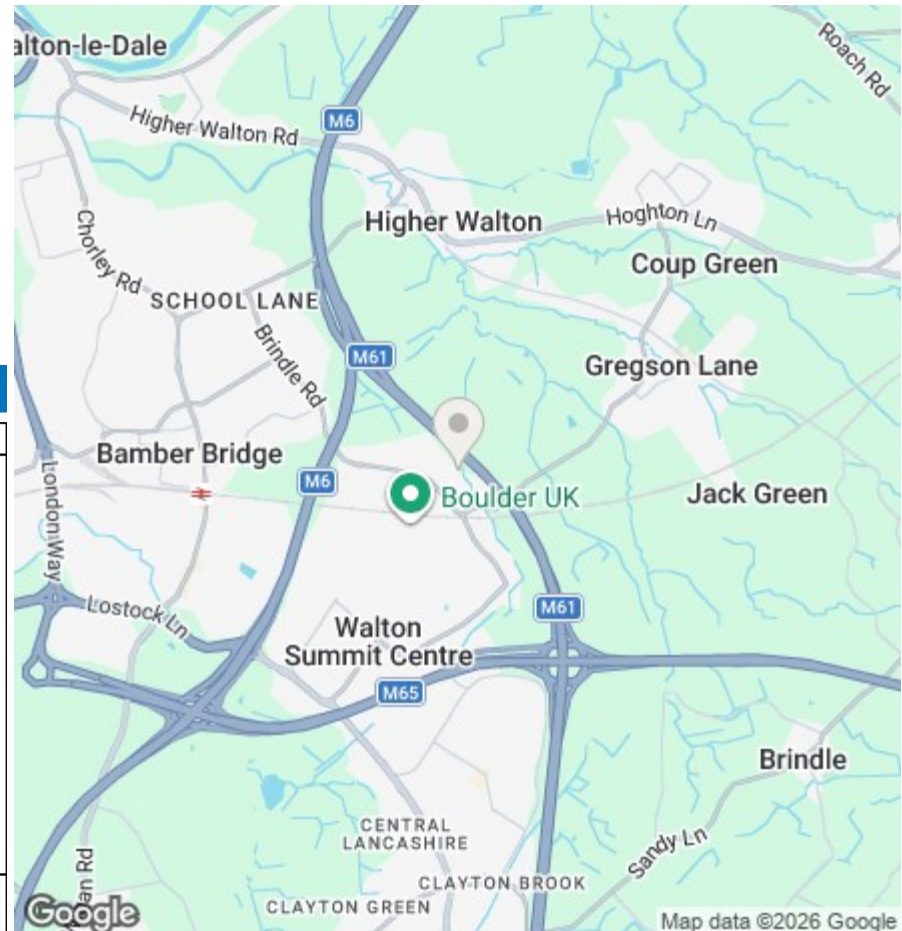 alton-le-Dale
Roach Rd
M6
Higher Walton Rd
Higher Walton
Hoghton Ln
Chorley Rd
Coup Green
SCHOOL LANE
Brindle Rd
M61
Gregson Lane
Bamber Bridge
M6
Boulder UK
Jack Green
London Way
Lostock Ln
M61
Walton
Summit Centre
M65
Brindle
CENTRAL
LANCASHIRE
Sandy Ln
CLAYTON BROOK
an Rd
CLAYTON GREEN
Google
Map data ©2026 Google